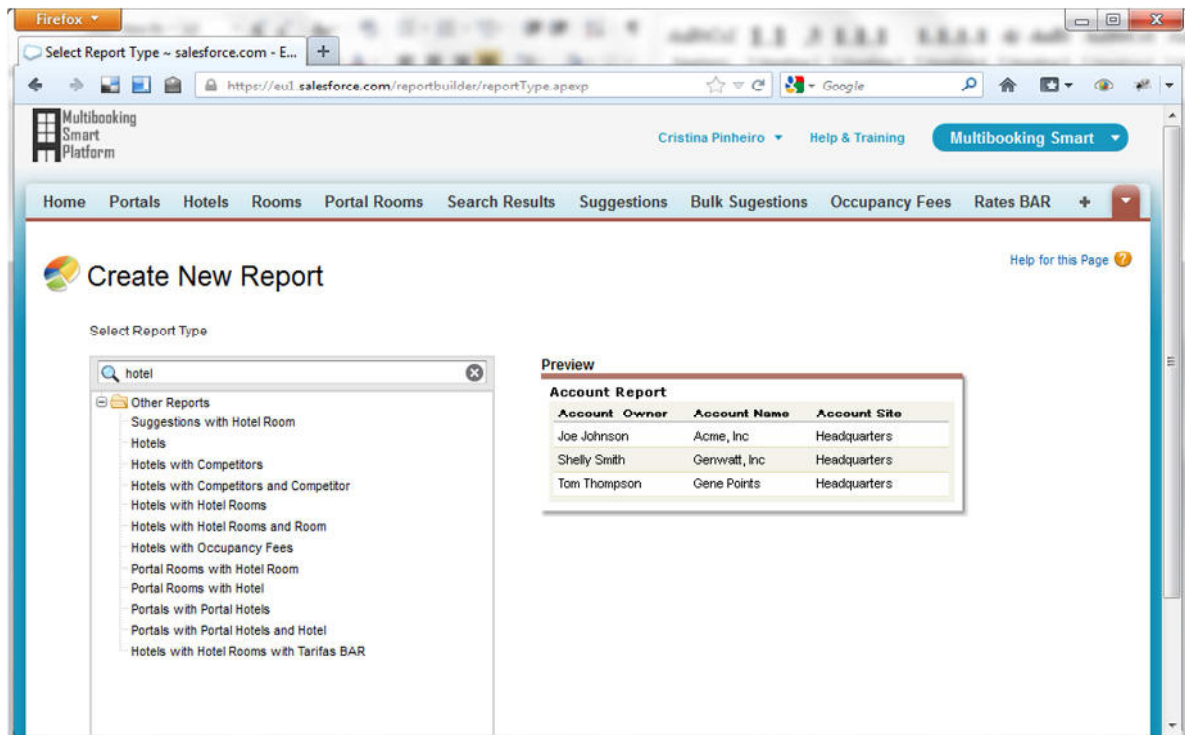 Firefox
Select Report Type ~ salesforce.com - E...
https://eu1.salesforce.com/reportbuilder/reportType.apexp
Google
Multibooking
Smart
Platform
Cristina Pinheiro
Help & Training
Multibooking Smart
Home Portals Hotels Rooms Portal Rooms Search Results Suggestions Bulk Sugestions Occupancy Fees Rates BAR +
Help for this Page
Create New Report
Select Report Type
hotel
Other Reports
Suggestions with Hotel Room
Hotels
Hotels with Competitors
Hotels with Competitors and Competitor
Hotels with Hotel Rooms
Hotels with Hotel Rooms and Room
Hotels with Occupancy Fees
Portal Rooms with Hotel Room
Portal Rooms with Hotel
Portals with Portal Hotels
Portals with Portal Hotels and Hotel
Hotels with Hotel Rooms with Tarifas BAR
Preview
Account Report
Account Owner Account Name Account Site
Joe Johnson Acme, Inc Headquarters
Shelly Smith Genwatt, Inc Headquarters
Tom Thompson Gene Points Headquarters